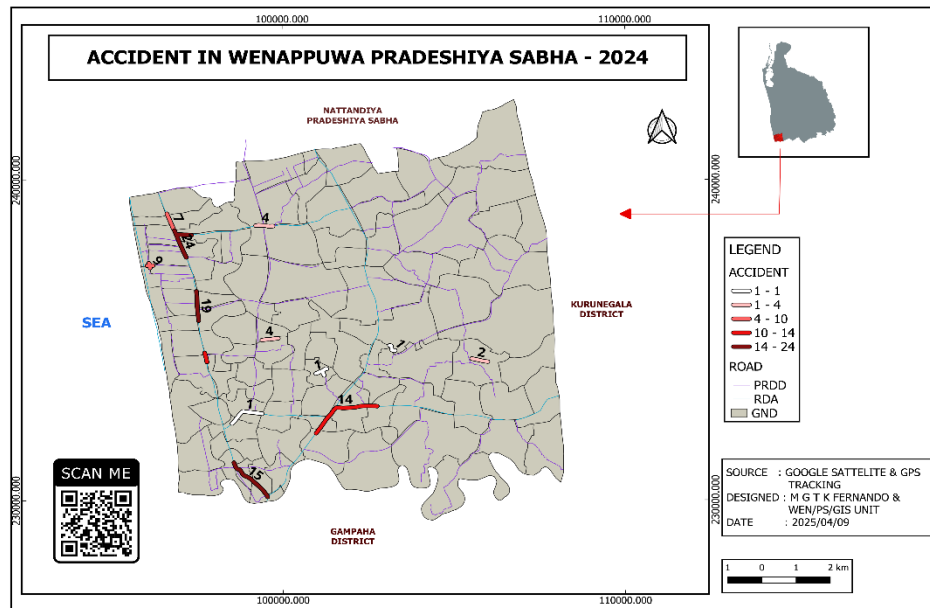 100000.000
110000.000
ACCIDENT IN WENAPPUWA PRADESHIYA SABHA - 2024
NATTANDIYA
PRADESHIYA SABHA
240000.000
240000.000
7
24
4
9
SEA
19
KURUNEGALA
DISTRICT
4
1
1
2
1
14
15
LEGEND
ACCIDENT
1 - 1
1 - 4
4 - 10
10 - 14
14 - 24
ROAD
PRDD
RDA
GND
SCAN ME
230000.000
230000.000
GAMPAHA
DISTRICT
SOURCE : GOOGLE SATTELITE & GPS
TRACKING
DESIGNED : M G T K FERNANDO &
WEN/PS/GIS UNIT
DATE : 2025/04/09
1 0 1 2 km
100000.000
110000.000